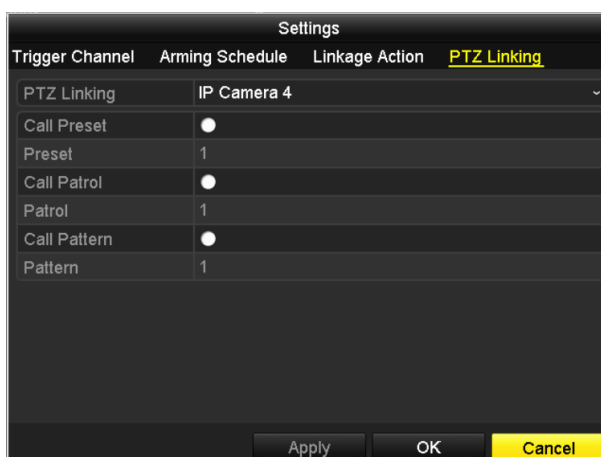 Settings
Trigger Channel Arming Schedule Linkage Action PTZ Linking
PTZ Linking IP Camera 4
Call Preset
Preset 1
Call Patrol
Patrol 1
Call Pattern
Pattern 1
Apply OK Cancel